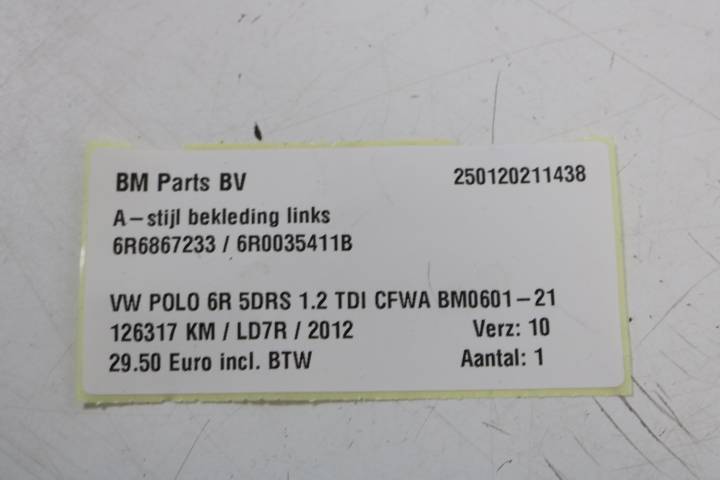 BM Parts BV 250120211438
A-stijl bekleding links
6R6867233 / 6R0035411B
VW POLO 6R 5DRS 1.2 TDI CFWA BM0601-21
126317 KM / LD7R / 2012 Verz: 10
29.50 Euro incl. BTW Aantal: 1